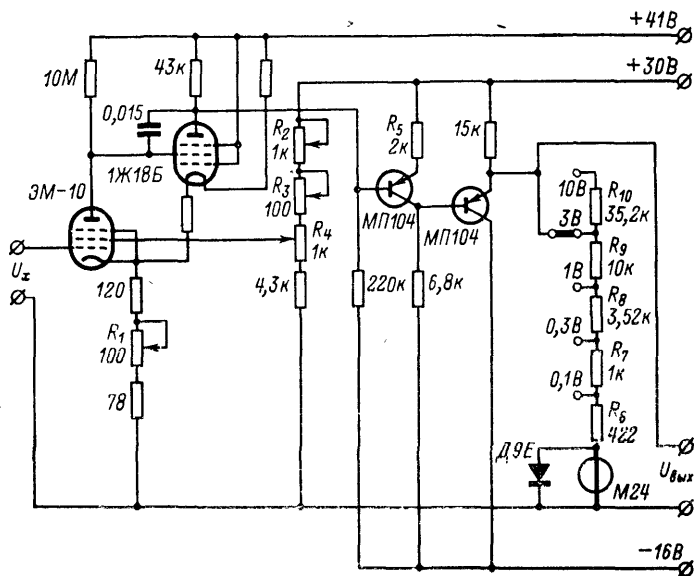 +41В
10М
43к
+30В
0,015
R2
1к
R5
2к
15к
1Ж18Б
ЭМ-10
R3
100
МП104
МП104
10В
R10
35,2к
3В
R4
1к
R9
10к
Uх
120
4,3к
220к
6,8к
1В
R8
3,52к
R1
100
0,3В
R7
1к
0,1В
78
R6
422
Д9Е
М24
Uвых
−16В